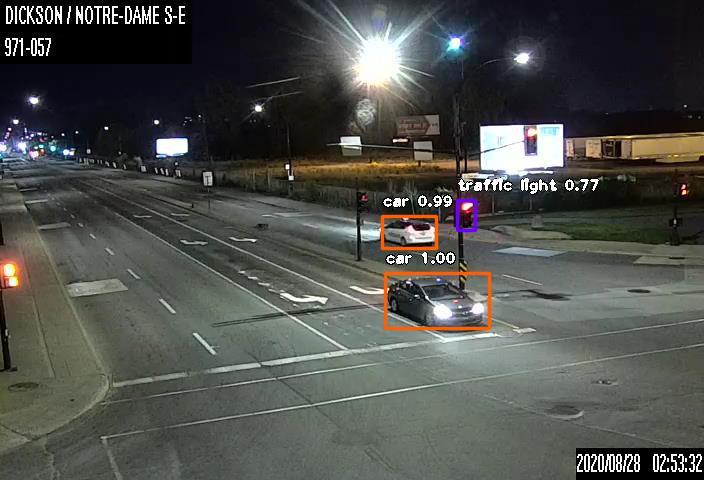 DICKSON / NOTRE-DAME S-E
971-057
traffic light 0.77
car 0.99
car 1.00
2020/08/28 02:53:32